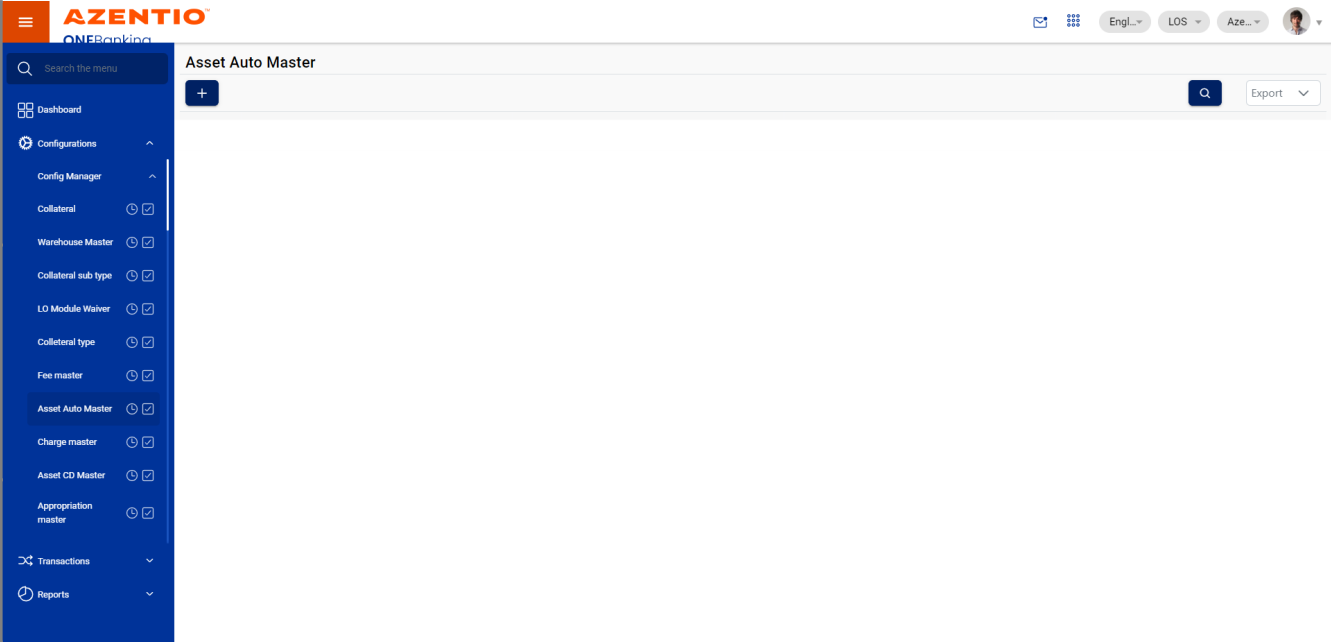 AZENTIO™
ONEBanking
Engl...
LOS
Aze...
Search the menu
Asset Auto Master
Export
Dashboard
Configurations
Config Manager
Collateral
Warehouse Master
Collateral sub type
LO Module Waiver
Colleteral type
Fee master
Asset Auto Master
Charge master
Asset CD Master
Appropriation
master
Transactions
Reports